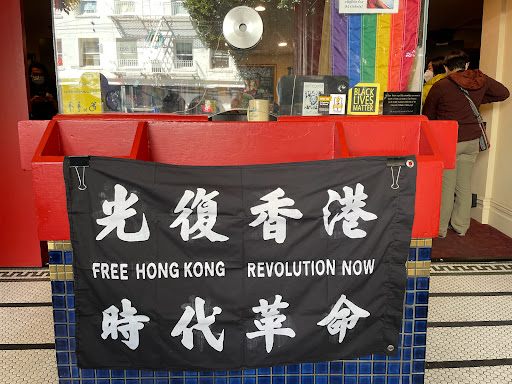 光復香港
FREE HONG KONG REVOLUTION NOW
時代革命
BLACK LIVES MATTER